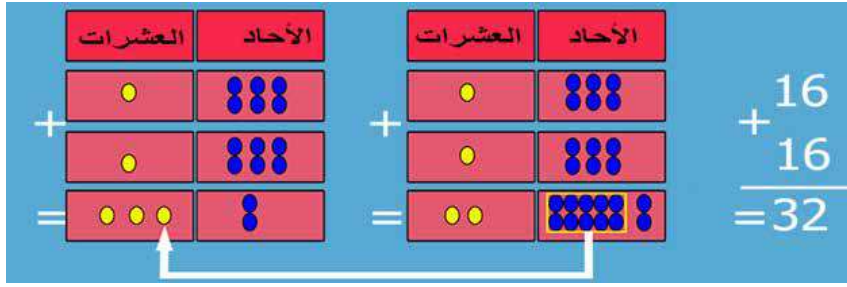 الأحاد العشرات الأحاد العشرات
+ + + 16
16
= = = 32